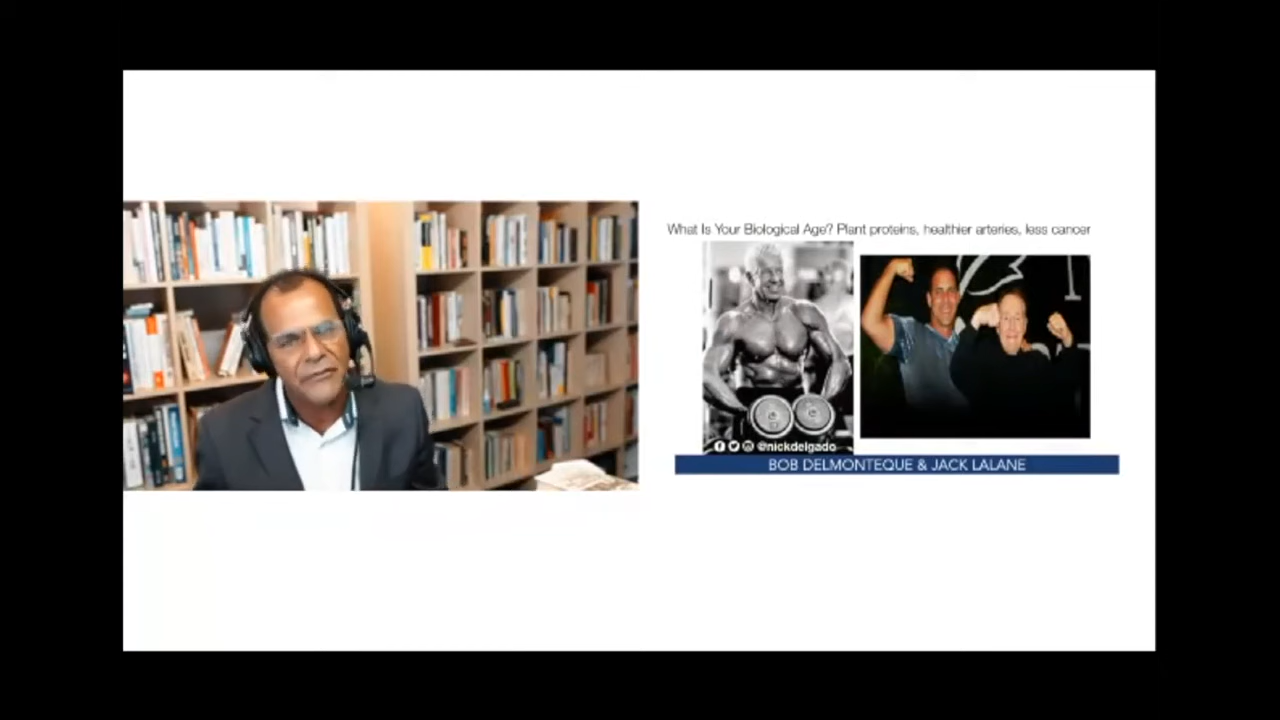 What Is Your Biological Age? Plant proteins, healthier arteries, less cancer
@nickdelgado
BOB DELMONTEQUE & JACK LALANE